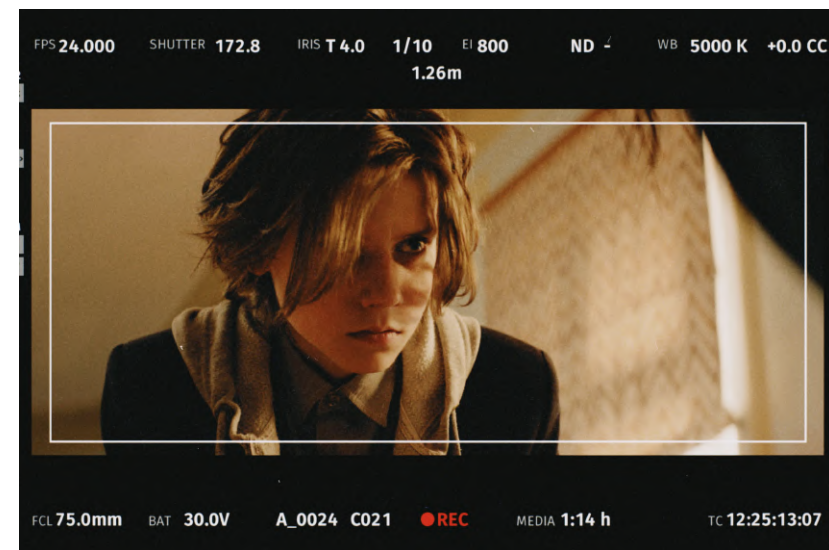 FPS 24.000 SHUTTER 172.8 IRIS T 4.0 1/10 EI 800 ND - WB 5000 K +0.0 CC
1.26m
FCL 75.0mm BAT 30.0V A_0024 C021 REC MEDIA 1:14 h TC 12:25:13:07